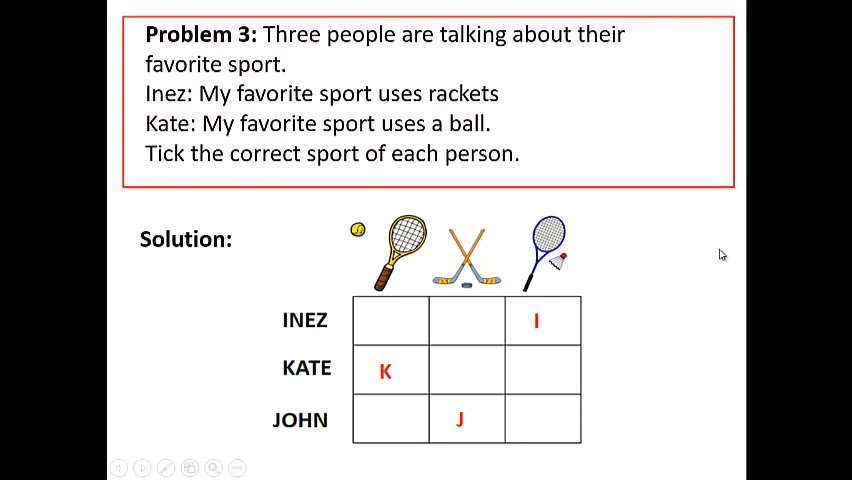 Problem 3: Three people are talking about their
favorite sport.
Inez: My favorite sport uses rackets
Kate: My favorite sport uses a ball.
Tick the correct sport of each person.
Solution:
INEZ I
KATE K
JOHN J